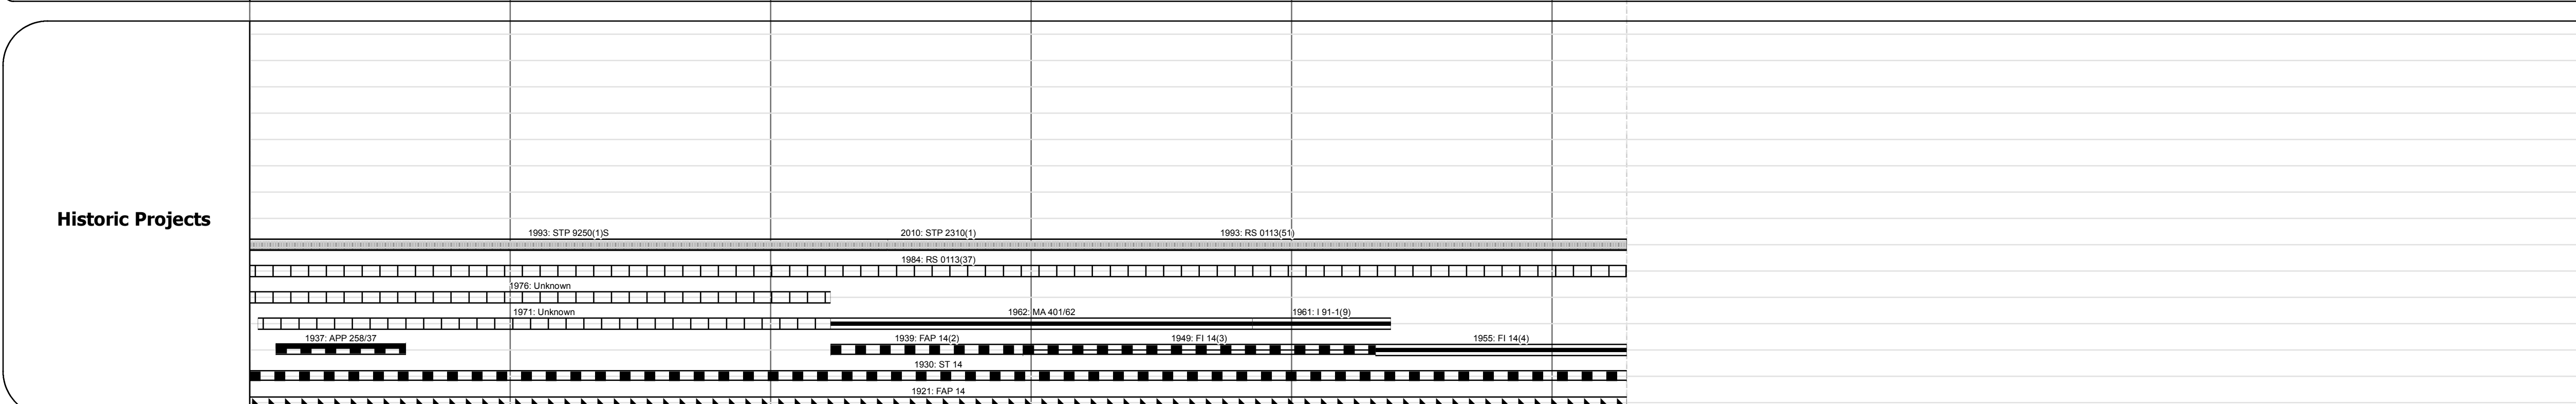 Historic Projects
1993: STP 9250(1)S 2010: STP 2310(1) 1993: RS 0113(51)
1984: RS 0113(37)
1976: Unknown
1971: Unknown 1962: MA 401/62 1961: I 91-1(9)
1937: APP 258/37 1939: FAP 14(2) 1949: FI 14(3) 1955: FI 14(4)
1930: ST 14
1921: FAP 14